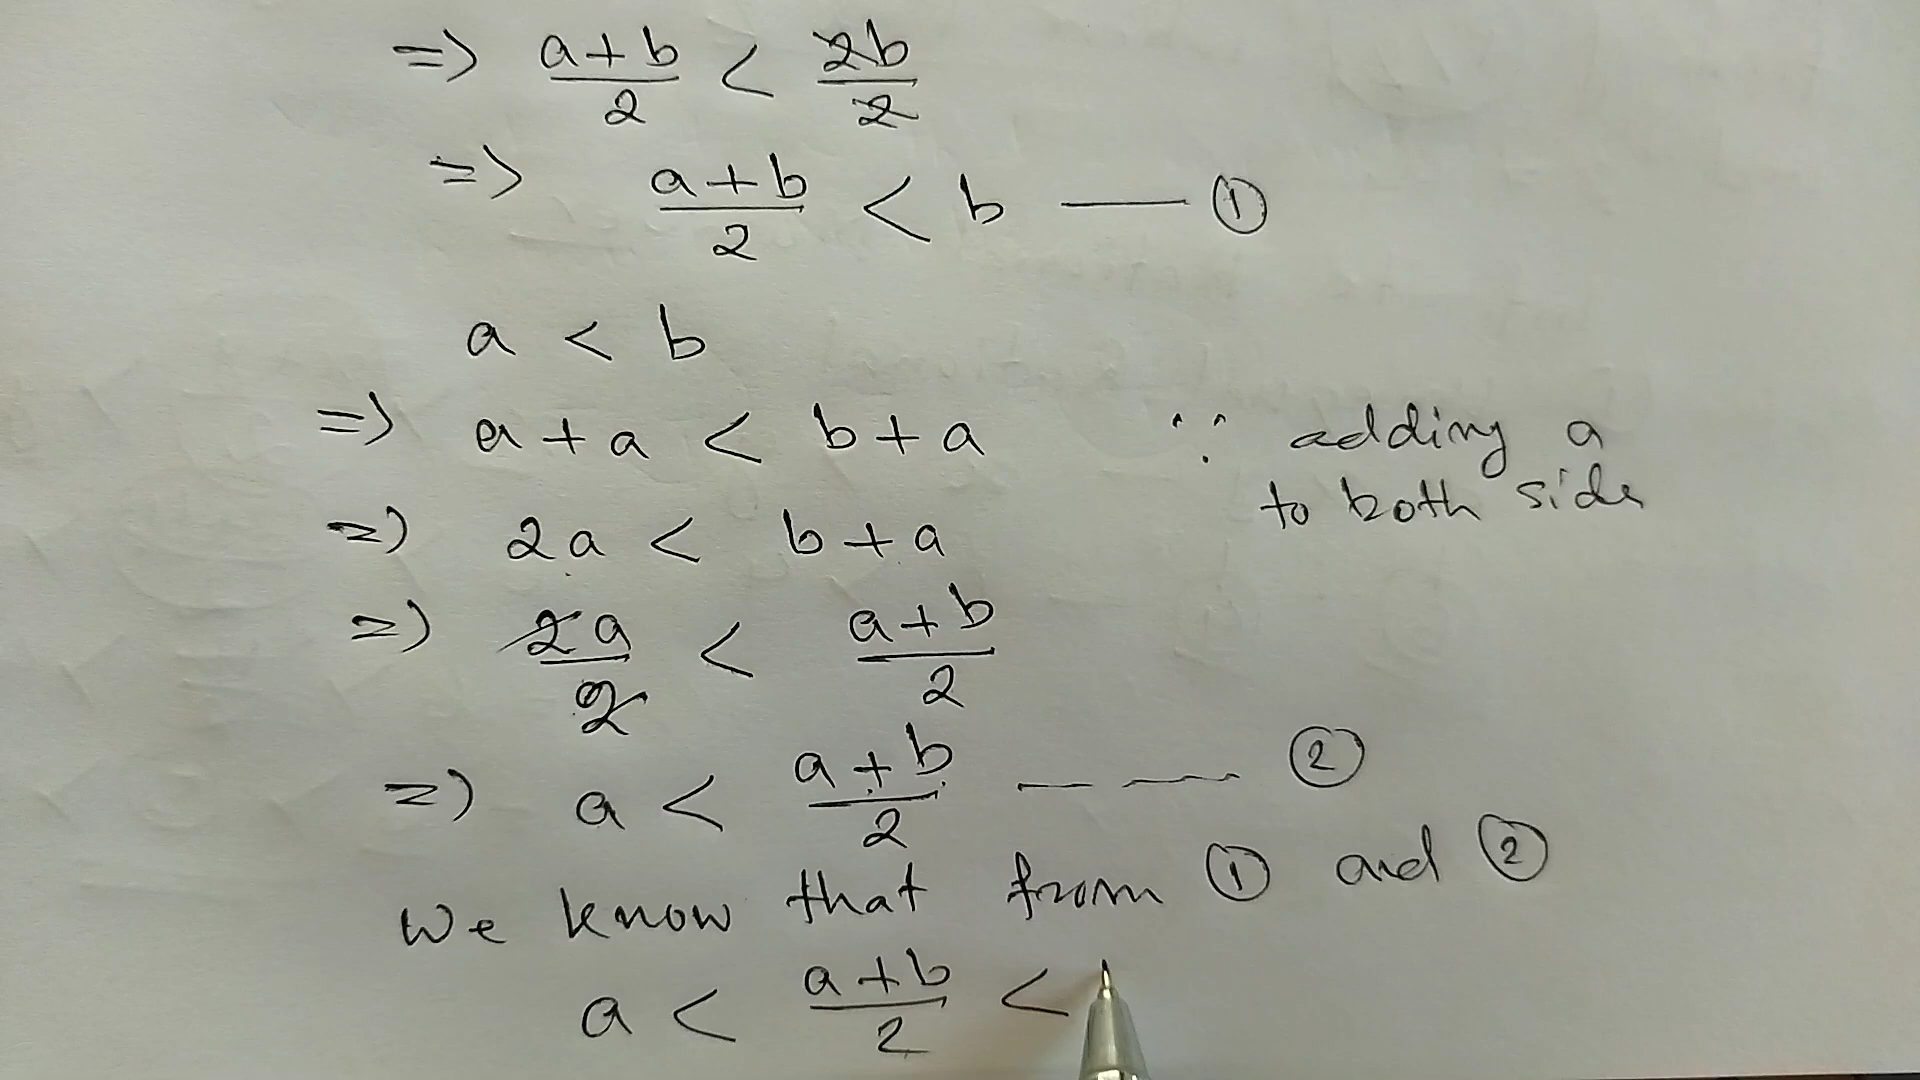 => a+b/2 < 2b/2
=> a+b/2 < b —— ①
a < b
=> a+a < b+a ∵ adding a
to both side
=> 2a < b+a
=> 2a/2 < a+b/2
=> a < a+b/2 —— —— ②
We know that from ① and ②
a < a+b/2 <